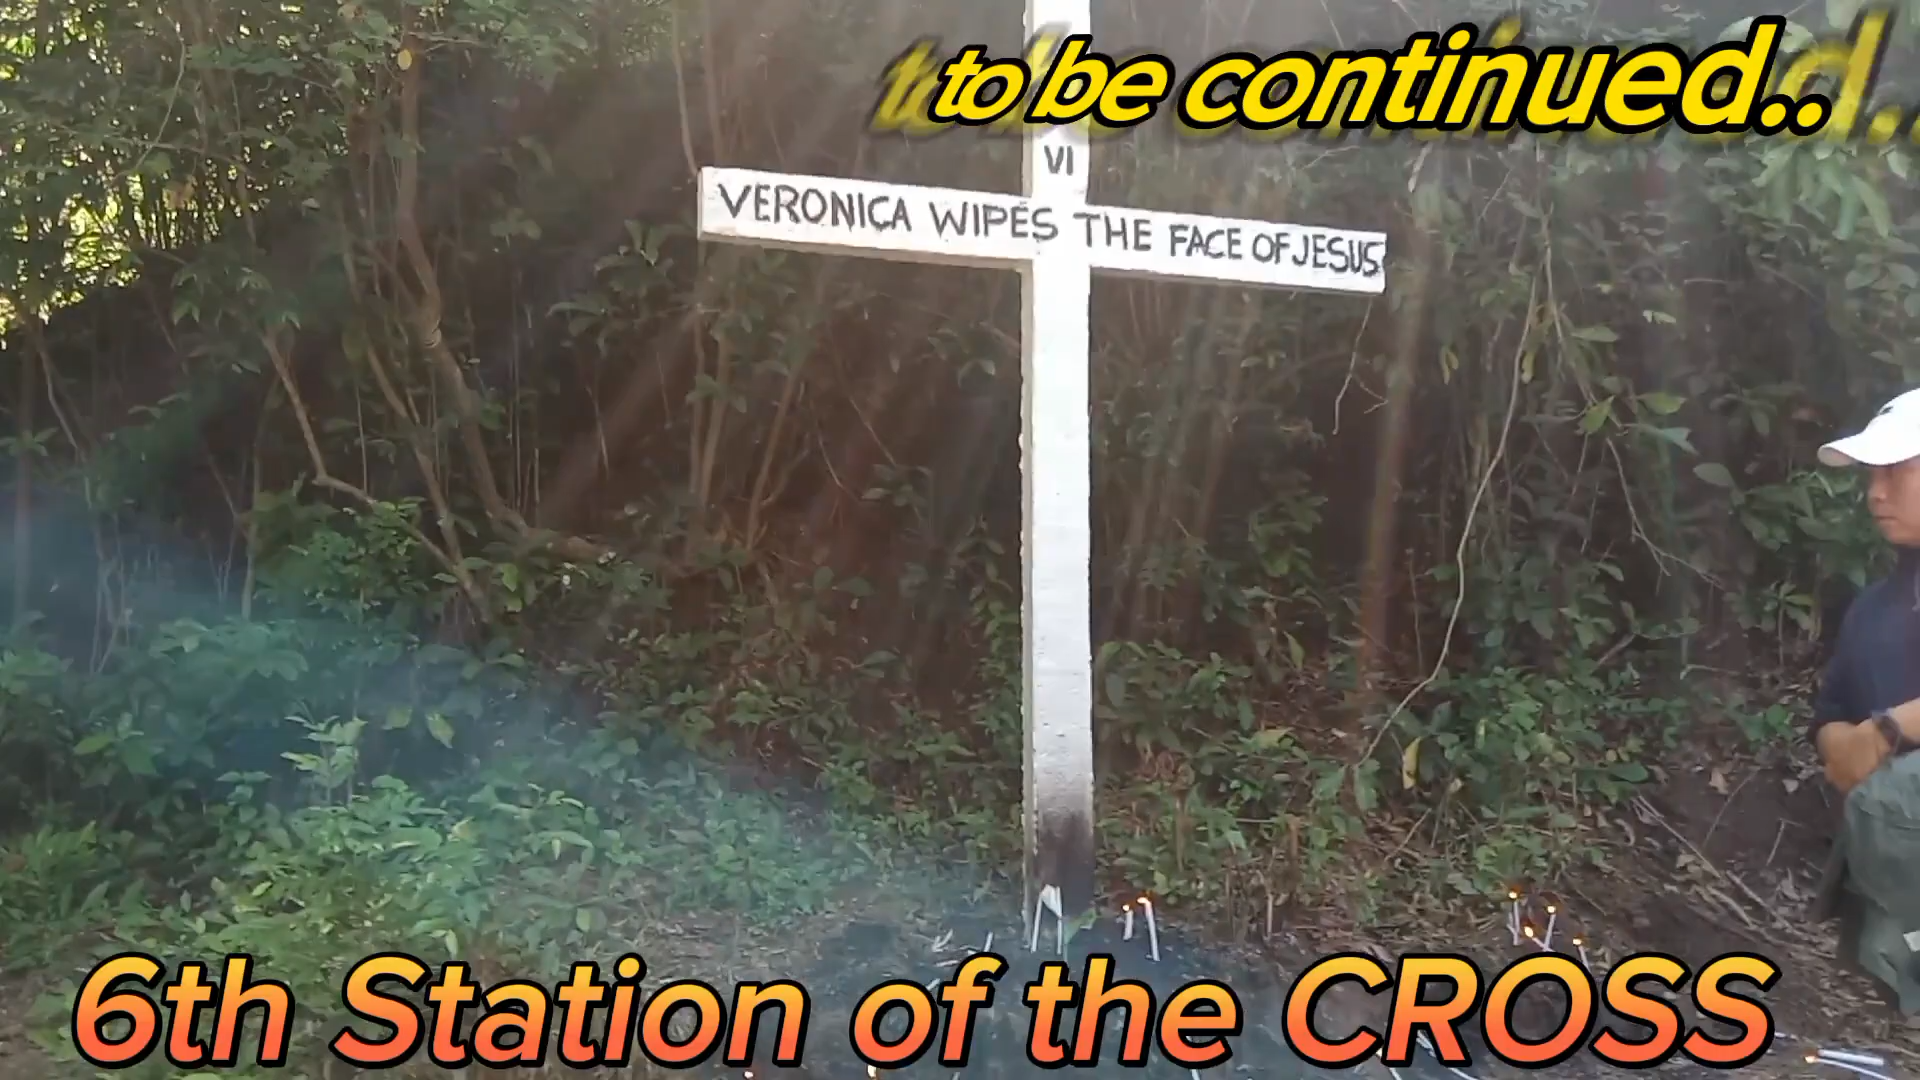 to be continued..
VI
VERONICA WIPES THE FACE OF JESUS
6th Station of the CROSS